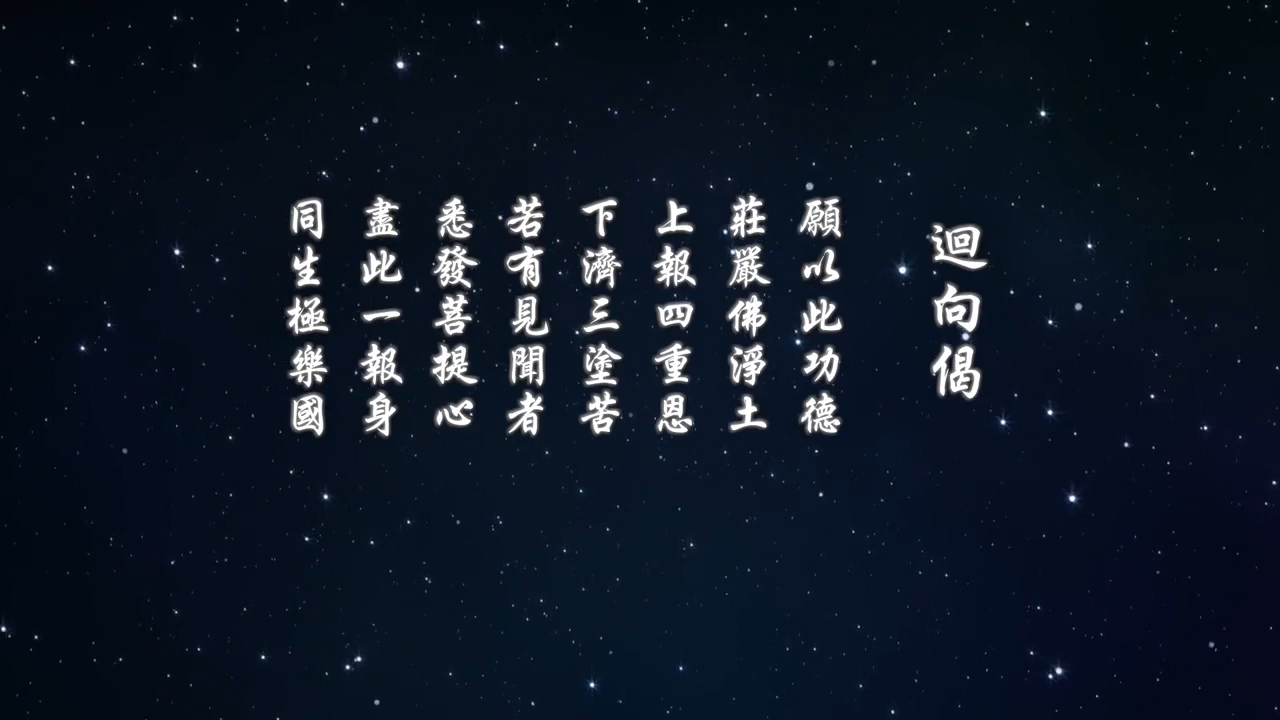 迴向偈
願以此功德
莊嚴佛淨土
上報四重恩
下濟三塗苦
若有見聞者
悉發菩提心
盡此一報身
同生極樂國